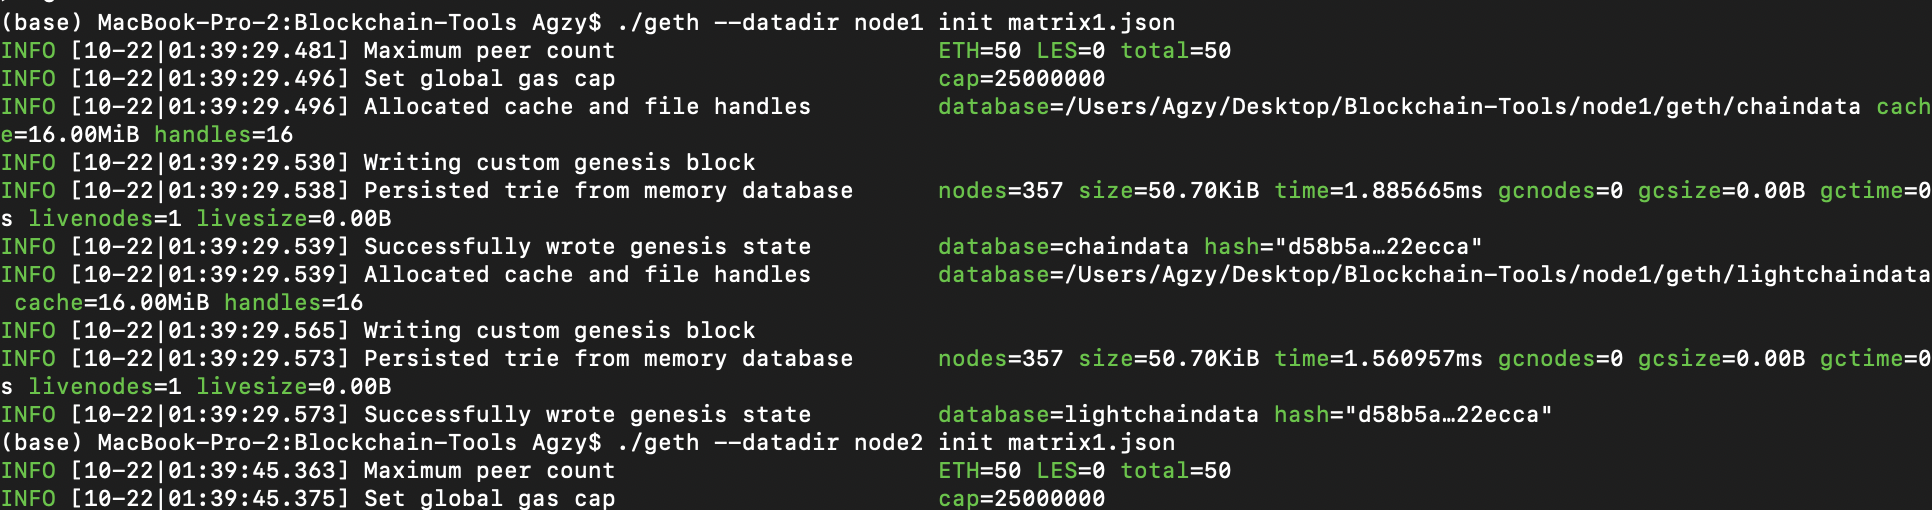 (base) MacBook-Pro-2:Blockchain-Tools Agzy$ ./geth --datadir node1 init matrix1.json
INFO [10-22|01:39:29.481] Maximum peer count                       ETH=50 LES=0 total=50
INFO [10-22|01:39:29.496] Set global gas cap                       cap=25000000
INFO [10-22|01:39:29.496] Allocated cache and file handles         database=/Users/Agzy/Desktop/Blockchain-Tools/node1/geth/chaindata cach
e=16.00MiB handles=16
INFO [10-22|01:39:29.530] Writing custom genesis block
INFO [10-22|01:39:29.538] Persisted trie from memory database      nodes=357 size=50.70KiB time=1.885665ms gcnodes=0 gcsize=0.00B gctime=0
s livenodes=1 livesize=0.00B
INFO [10-22|01:39:29.539] Successfully wrote genesis state         database=chaindata hash="d58b5a…22ecca"
INFO [10-22|01:39:29.539] Allocated cache and file handles         database=/Users/Agzy/Desktop/Blockchain-Tools/node1/geth/lightchaindata
 cache=16.00MiB handles=16
INFO [10-22|01:39:29.565] Writing custom genesis block
INFO [10-22|01:39:29.573] Persisted trie from memory database      nodes=357 size=50.70KiB time=1.560957ms gcnodes=0 gcsize=0.00B gctime=0
s livenodes=1 livesize=0.00B
INFO [10-22|01:39:29.573] Successfully wrote genesis state         database=lightchaindata hash="d58b5a…22ecca"
(base) MacBook-Pro-2:Blockchain-Tools Agzy$ ./geth --datadir node2 init matrix1.json
INFO [10-22|01:39:45.363] Maximum peer count                       ETH=50 LES=0 total=50
INFO [10-22|01:39:45.375] Set global gas cap                       cap=25000000